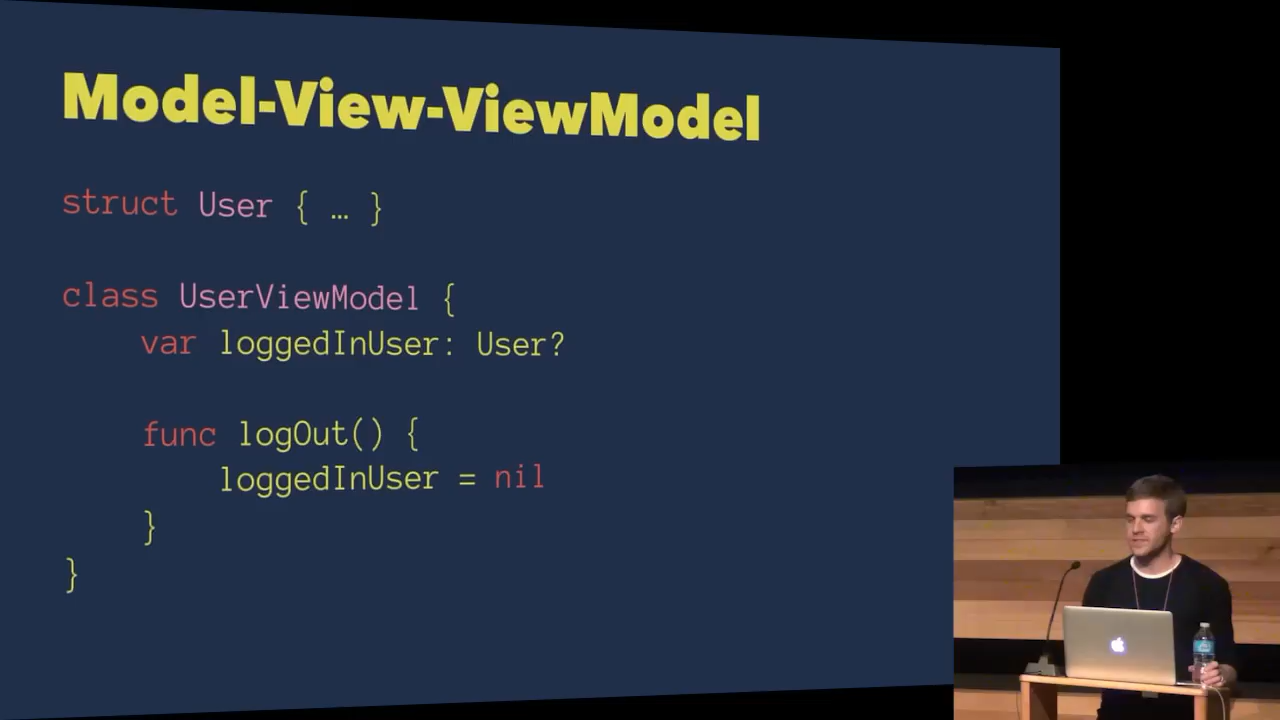 Model-View-ViewModel
struct User { … }
class UserViewModel {
    var loggedInUser: User?
    func logOut() {
        loggedInUser = nil
    }
}